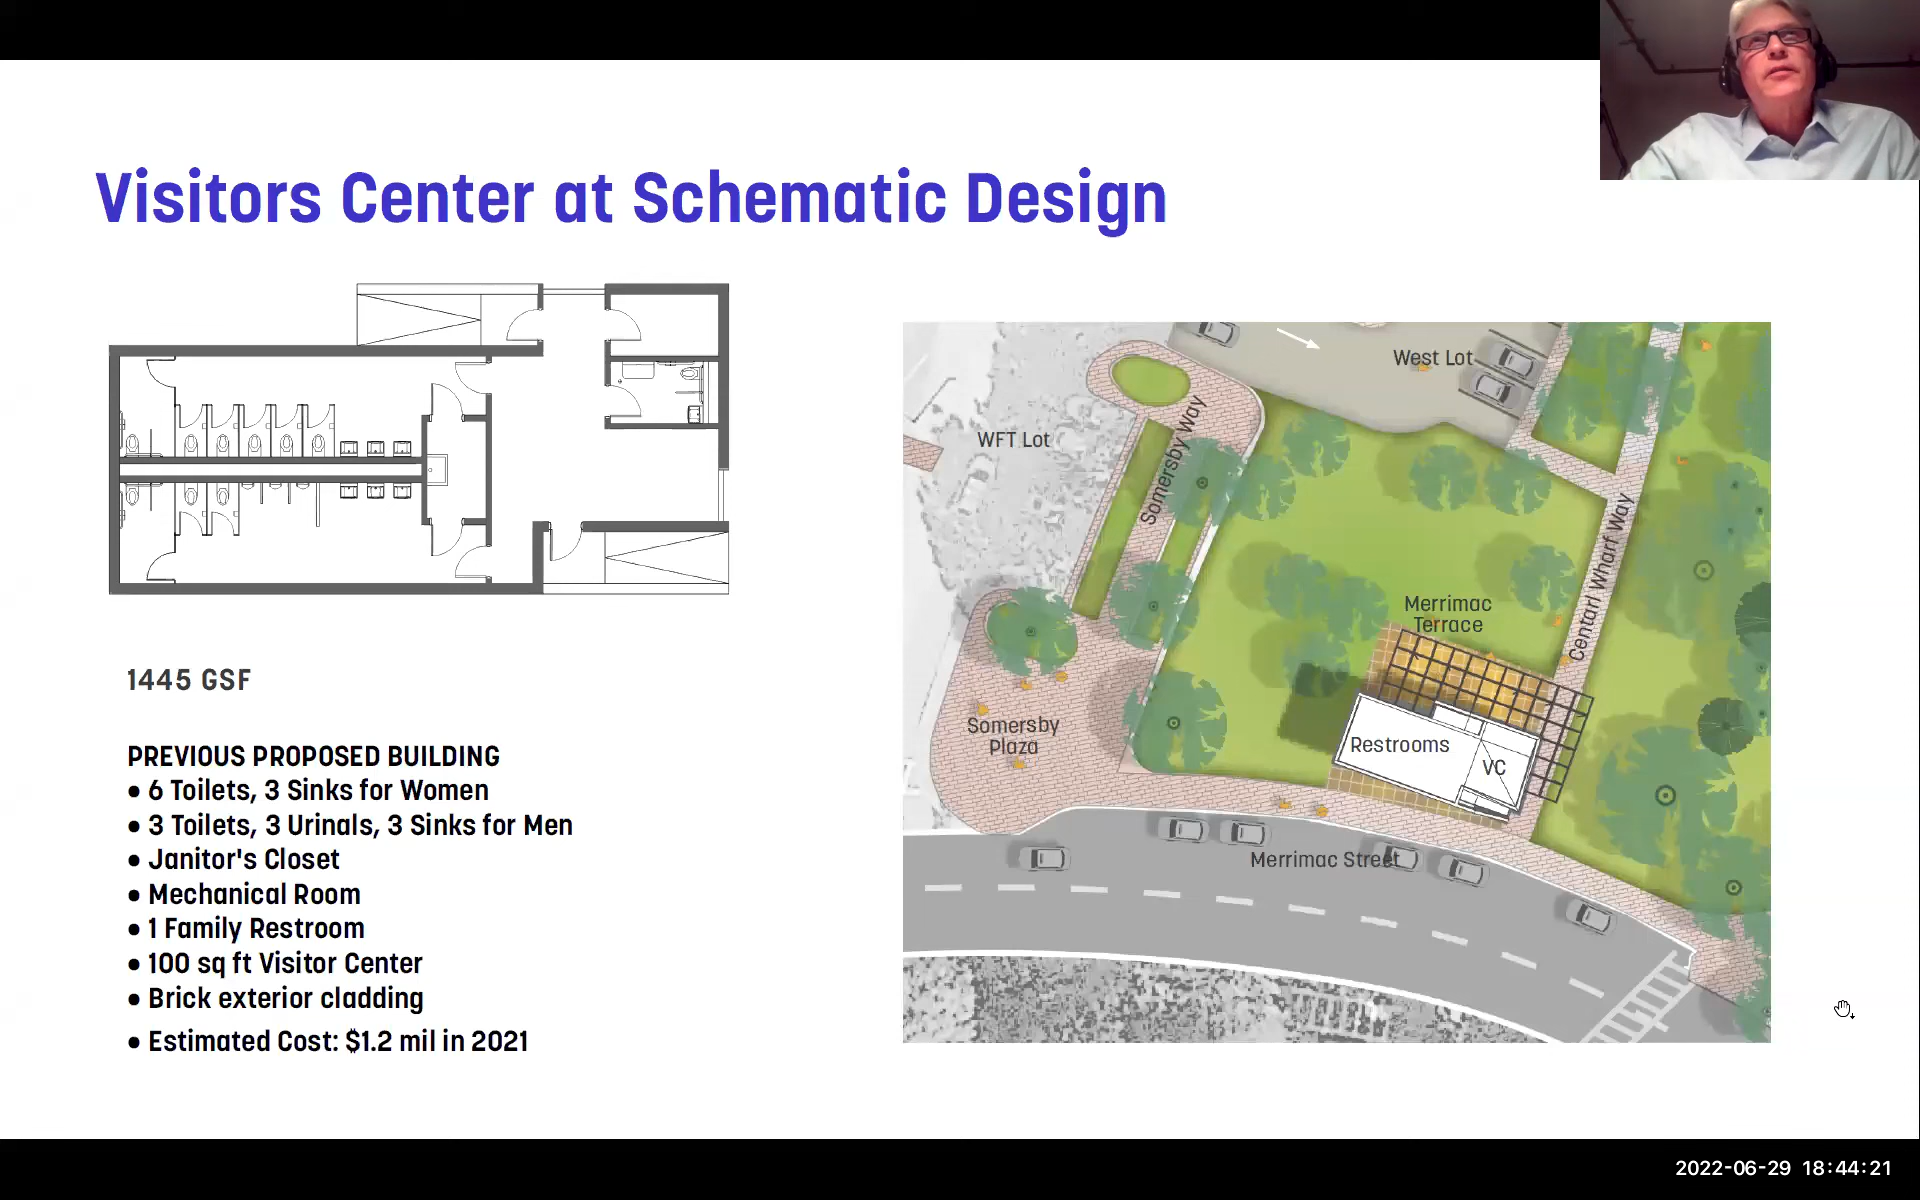 Visitors Center at Schematic Design
1445 GSF
PREVIOUS PROPOSED BUILDING
• 6 Toilets, 3 Sinks for Women
• 3 Toilets, 3 Urinals, 3 Sinks for Men
• Janitor's Closet
• Mechanical Room
• 1 Family Restroom
• 100 sq ft Visitor Center
• Brick exterior cladding
• Estimated Cost: $1.2 mil in 2021
West Lot
WFT Lot
Somersby Way
Centarl Wharf Way
Merrimac
Terrace
Somersby
Plaza
Restrooms
VC
Merrimac Street
2022-06-29 18:44:21